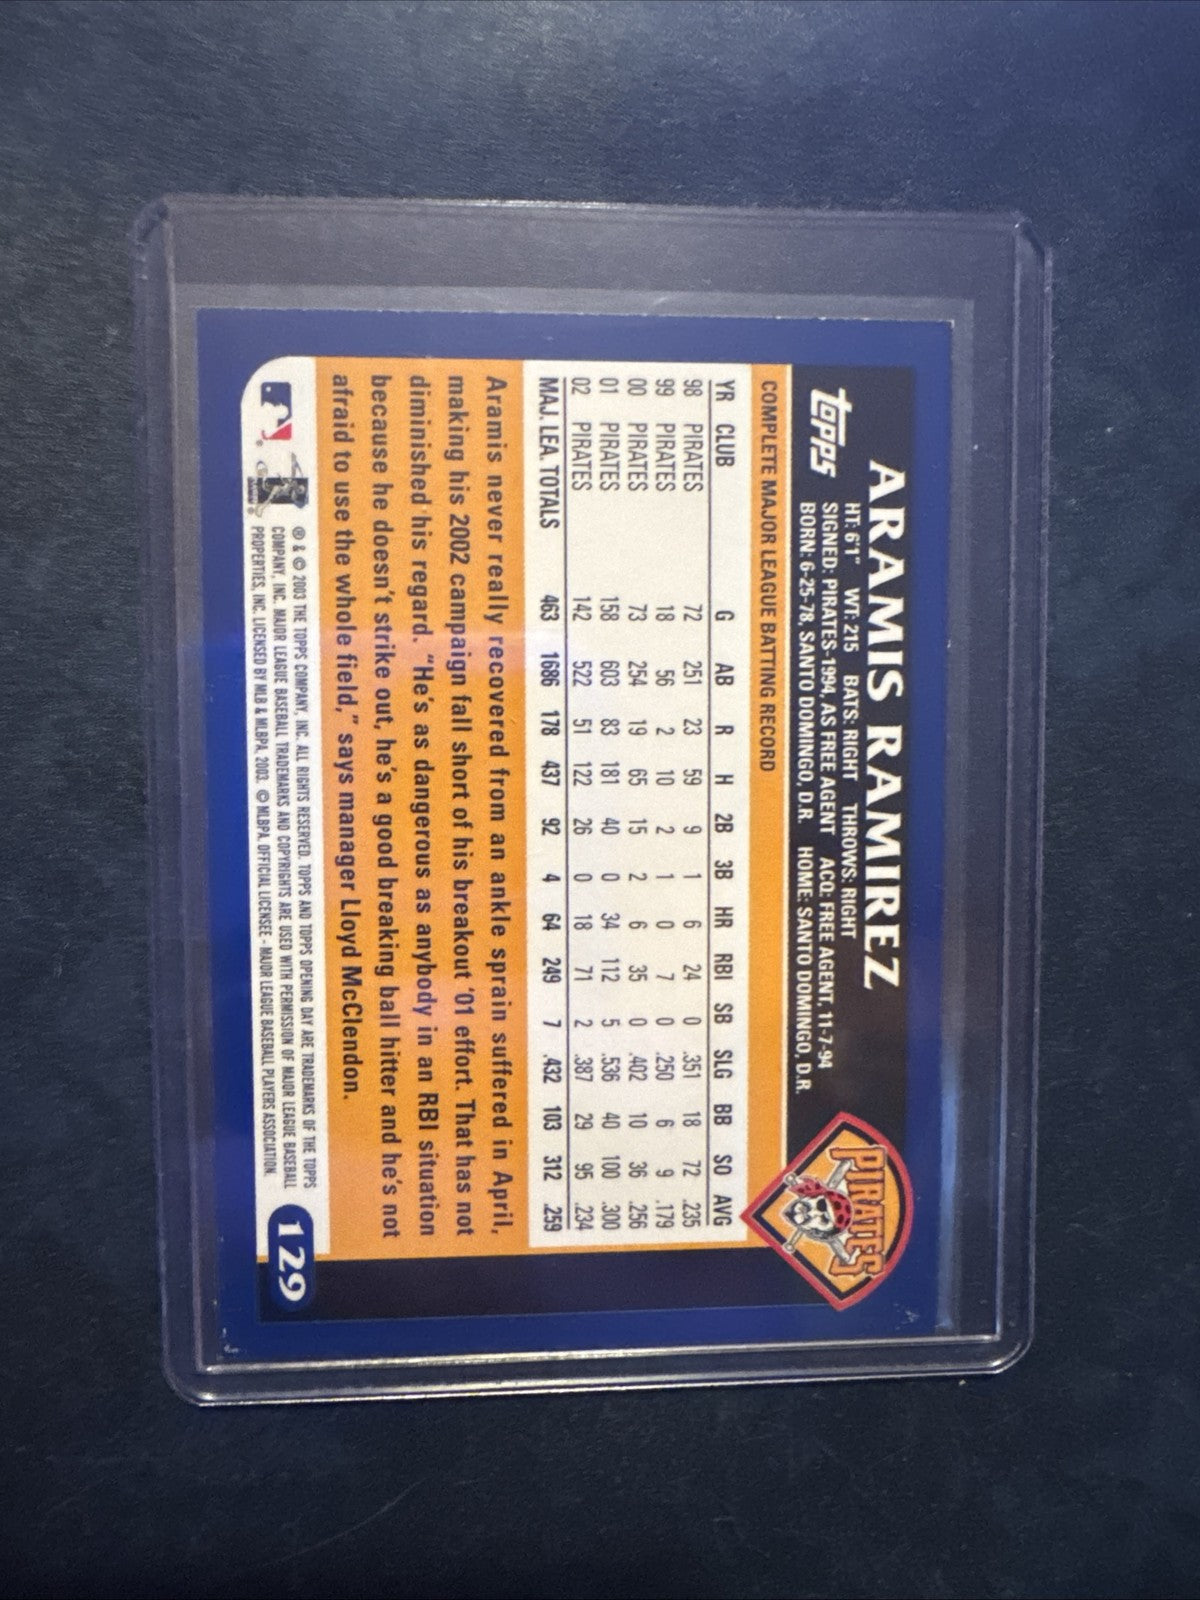 ARAMIS RAMIREZ
topps
HT: 6'1" WT: 215 BATS: RIGHT THROWS: RIGHT
SIGNED: PIRATES-1994, AS FREE AGENT ACQ: FREE AGENT, 11-7-94
BORN: 6-25-78, SANTO DOMINGO, D.R. HOME: SANTO DOMINGO, D.R.
PIRATES
COMPLETE MAJOR LEAGUE BATTING RECORD
YR CLUB G AB R H 2B 3B HR RBI SB SLG BB SO AVG
98 PIRATES 72 251 23 59 9 1 6 24 0 .351 18 72 .235
99 PIRATES 18 56 2 10 2 1 0 7 0 .250 6 9 .179
00 PIRATES 73 254 19 65 15 2 6 35 0 .402 10 36 .256
01 PIRATES 158 603 83 181 40 0 34 112 5 .536 40 100 .300
02 PIRATES 142 522 51 122 26 0 18 71 2 .387 29 95 .234
MAJ. LEA. TOTALS 463 1686 178 437 92 4 64 249 7 .432 103 312 .259
Aramis never really recovered from an ankle sprain suffered in April,
making his 2002 campaign fall short of his breakout '01 effort. That has not
diminished his regard. "He's as dangerous as anybody in an RBI situation
because he doesn't strike out, he's a good breaking ball hitter and he's not
afraid to use the whole field," says manager Lloyd McClendon.
® & © 2003 THE TOPPS COMPANY, INC. ALL RIGHTS RESERVED. TOPPS AND TOPPS OPENING DAY ARE TRADEMARKS OF THE TOPPS
COMPANY, INC. MAJOR LEAGUE BASEBALL TRADEMARKS AND COPYRIGHTS ARE USED WITH PERMISSION OF MAJOR LEAGUE BASEBALL
PROPERTIES, INC. LICENSED BY MLB & MLBPA 2003. © MLBPA. OFFICIAL LICENSEE - MAJOR LEAGUE BASEBALL PLAYERS ASSOCIATION.
129